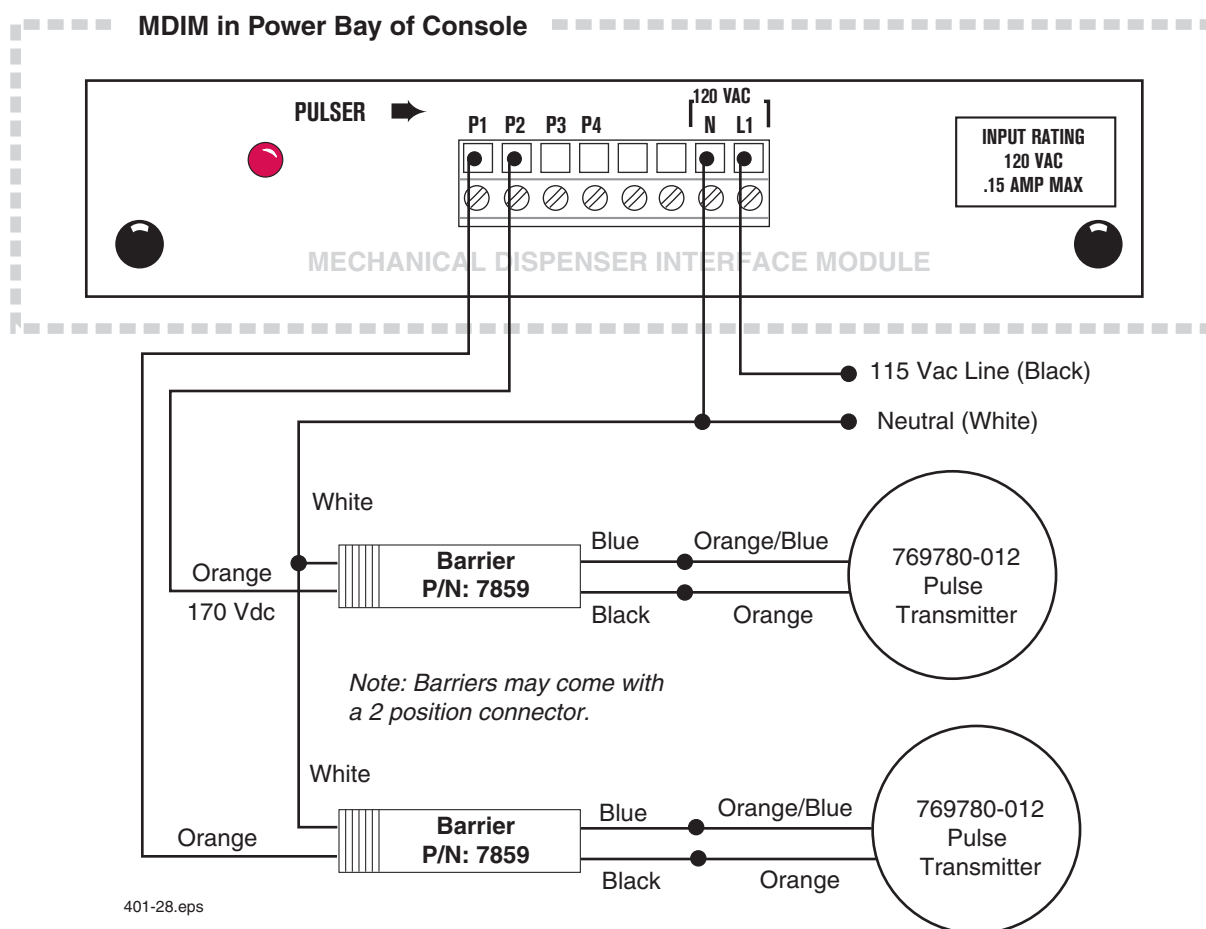 MDIM in Power Bay of Console
PULSER
120 VAC
P1 P2 P3 P4 N L1
INPUT RATING
120 VAC
.15 AMP MAX
MECHANICAL DISPENSER INTERFACE MODULE
115 Vac Line (Black)
Neutral (White)
White
Orange
170 Vdc
Barrier
P/N: 7859
Blue
Orange/Blue
Black
Orange
769780-012
Pulse
Transmitter
Note: Barriers may come with
a 2 position connector.
White
Orange
Barrier
P/N: 7859
Blue
Orange/Blue
Black
Orange
769780-012
Pulse
Transmitter
401-28.eps